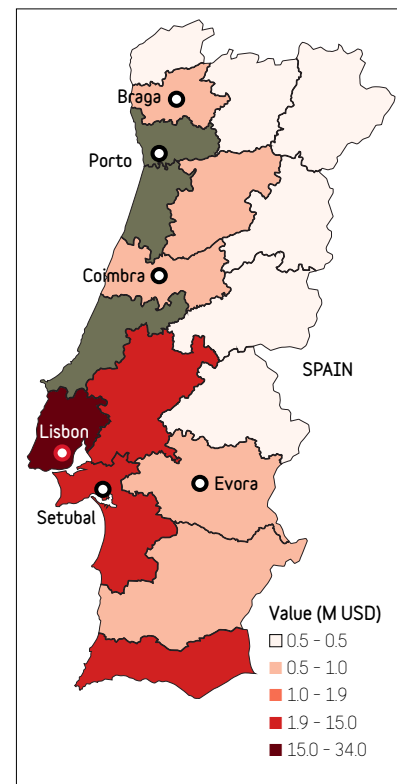 Braga
Porto
Coimbra
SPAIN
Lisbon
Evora
Setubal
Value (M USD)
0.5 - 0.5
0.5 - 1.0
1.0 - 1.9
1.9 - 15.0
15.0 - 34.0